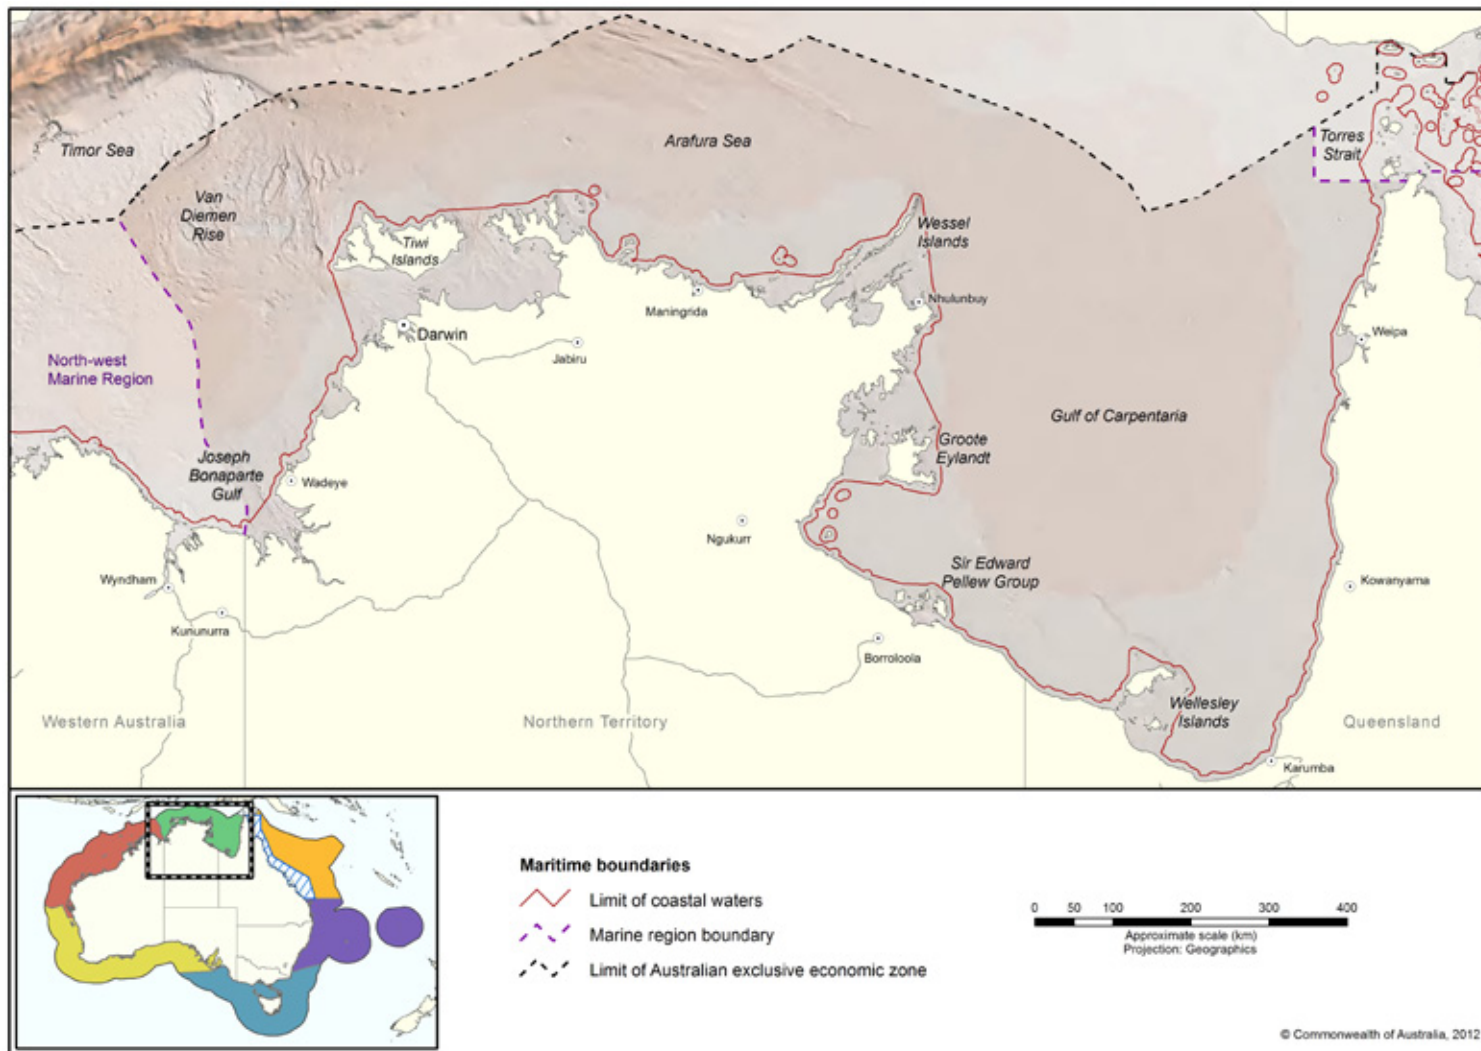 Timor Sea
Arafura Sea
Torres
Strait
Van
Diemen
Rise
Tiwi
Islands
Wessel
Islands
Maningrida
Nhulunbuy
Darwin
Jabiru
Weipa
North-west
Marine Region
Gulf of Carpentaria
Groote
Eylandt
Joseph
Bonaparte
Gulf
Wadeye
Ngukurr
Sir Edward
Pellew Group
Wyndham
Kowanyama
Kununurra
Borroloola
Western Australia
Northern Territory
Wellesley
Islands
Queensland
Karumba
Maritime boundaries
Limit of coastal waters
Marine region boundary
Limit of Australian exclusive economic zone
0 50 100 200 300 400
Approximate scale (km)
Projection: Geographics
© Commonwealth of Australia, 2012